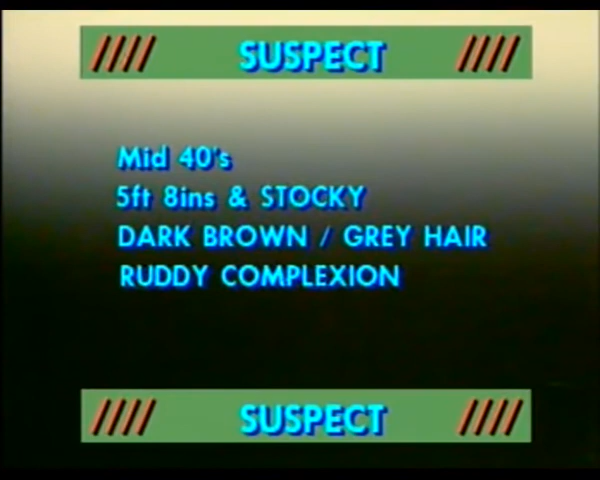 SUSPECT
Mid 40's
5ft 8ins & STOCKY
DARK BROWN / GREY HAIR
RUDDY COMPLEXION
SUSPECT